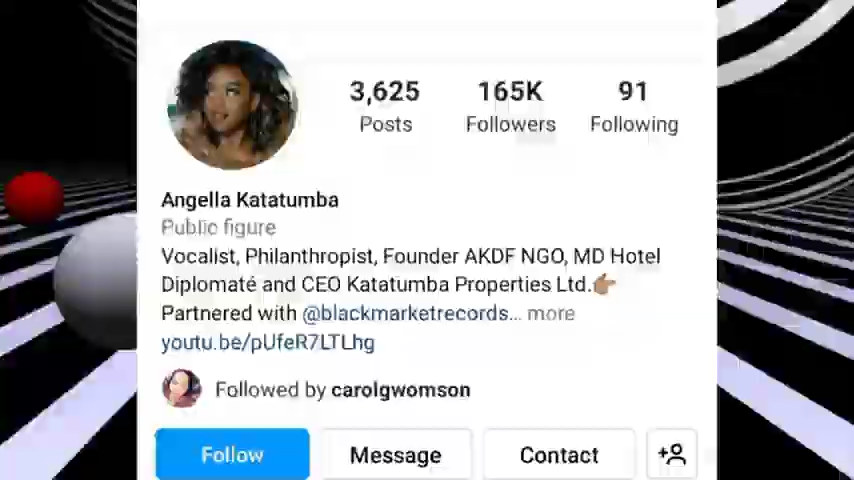 3,625 165K 91
Posts Followers Following
Angella Katatumba
Public figure
Vocalist, Philanthropist, Founder AKDF NGO, MD Hotel
Diplomaté and CEO Katatumba Properties Ltd.👉🏽
Partnered with @blackmarketrecords... more
youtu.be/pUfeR7LTLhg
Followed by carolgwomson
Follow Message Contact